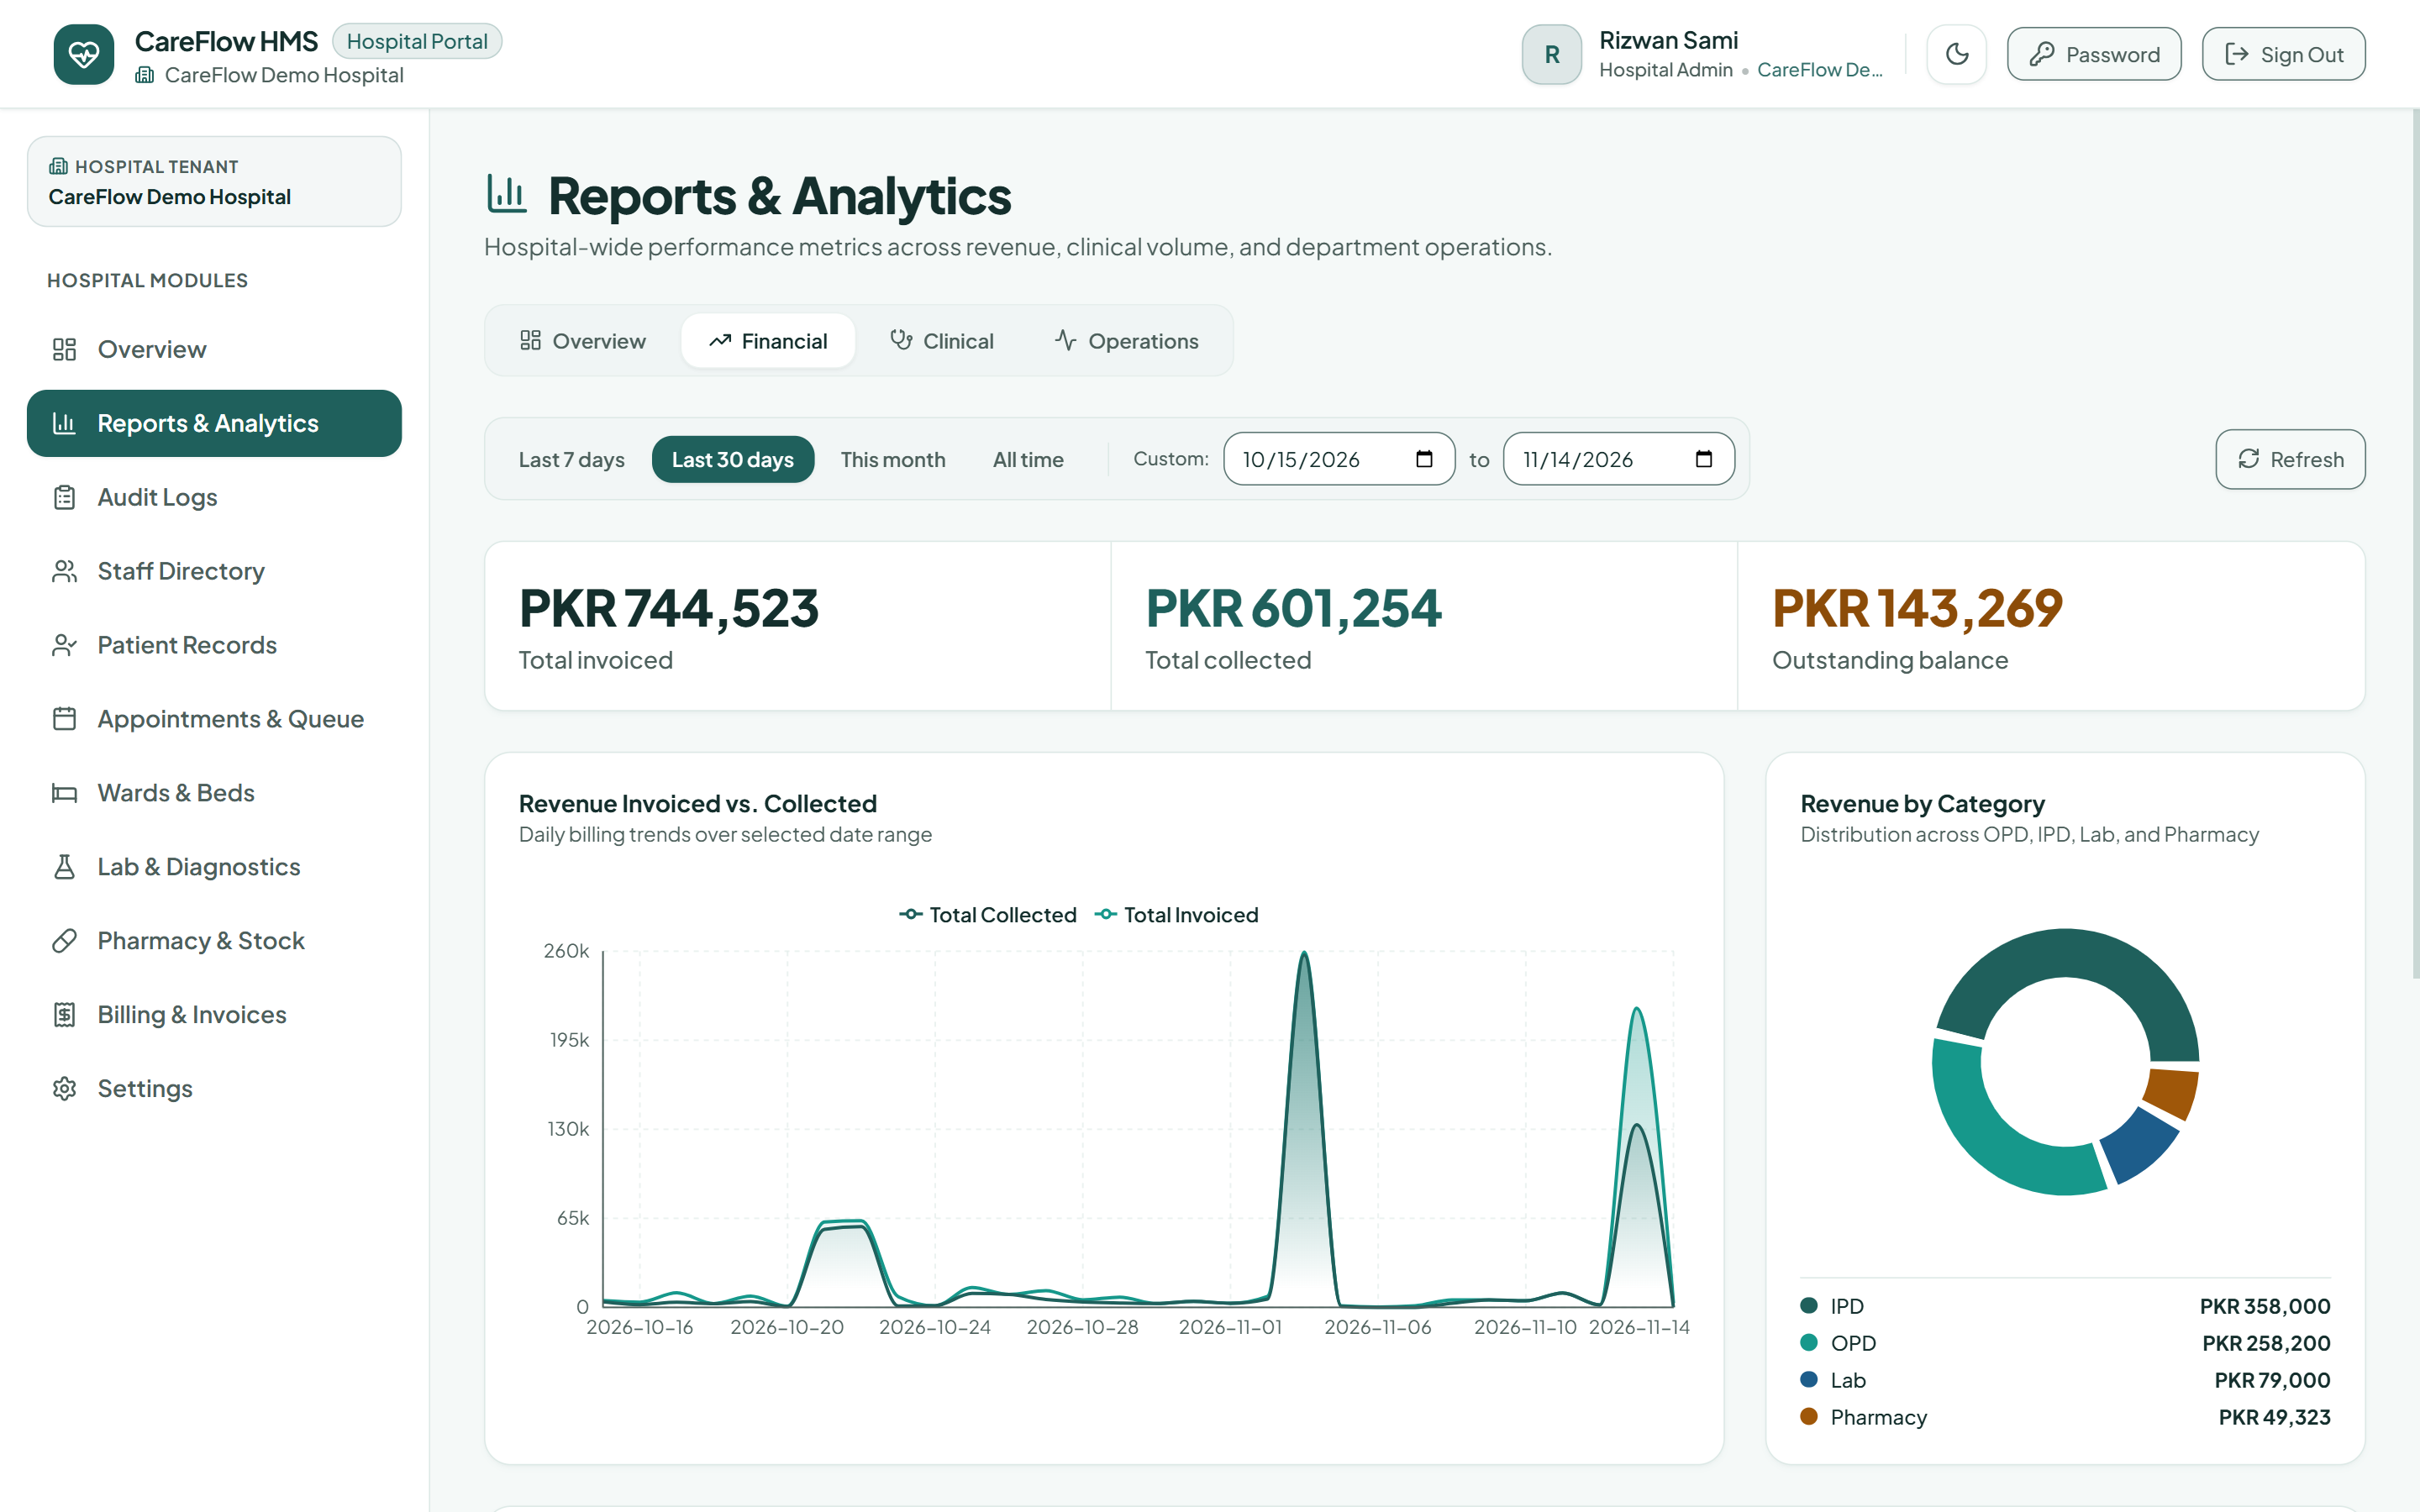 CareFlow HMS Hospital Portal
CareFlow Demo Hospital
R
Rizwan Sami
Hospital Admin • CareFlow De...
Password
Sign Out
HOSPITAL TENANT
CareFlow Demo Hospital
HOSPITAL MODULES
Overview
Reports & Analytics
Audit Logs
Staff Directory
Patient Records
Appointments & Queue
Wards & Beds
Lab & Diagnostics
Pharmacy & Stock
Billing & Invoices
Settings
Reports & Analytics
Hospital-wide performance metrics across revenue, clinical volume, and department operations.
Overview Financial Clinical Operations
Last 7 days Last 30 days This month All time Custom: 10/15/2026 to 11/14/2026
Refresh
PKR 744,523
Total invoiced
PKR 601,254
Total collected
PKR 143,269
Outstanding balance
Revenue Invoiced vs. Collected
Daily billing trends over selected date range
Total Collected Total Invoiced
260k
195k
130k
65k
0
2026-10-16 2026-10-20 2026-10-24 2026-10-28 2026-11-01 2026-11-06 2026-11-10 2026-11-14
Revenue by Category
Distribution across OPD, IPD, Lab, and Pharmacy
IPD PKR 358,000
OPD PKR 258,200
Lab PKR 79,000
Pharmacy PKR 49,323